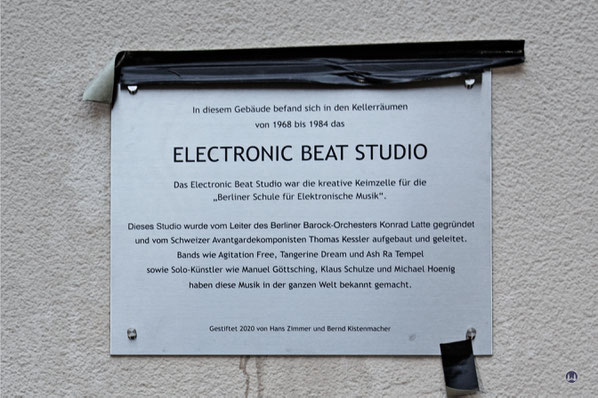 In diesem Gebäude befand sich in den Kellerräumen
von 1968 bis 1984 das
ELECTRONIC BEAT STUDIO
Das Electronic Beat Studio war die kreative Keimzelle für die
„Berliner Schule für Elektronische Musik“.
Dieses Studio wurde vom Leiter des Berliner Barock-Orchesters Konrad Latte gegründet
und vom Schweizer Avantgardekomponisten Thomas Kessler aufgebaut und geleitet.
Bands wie Agitation Free, Tangerine Dream und Ash Ra Tempel
sowie Solo-Künstler wie Manuel Göttsching, Klaus Schulze und Michael Hoenig
haben diese Musik in der ganzen Welt bekannt gemacht.
Gestiftet 2020 von Hans Zimmer und Bernd Kistenmacher